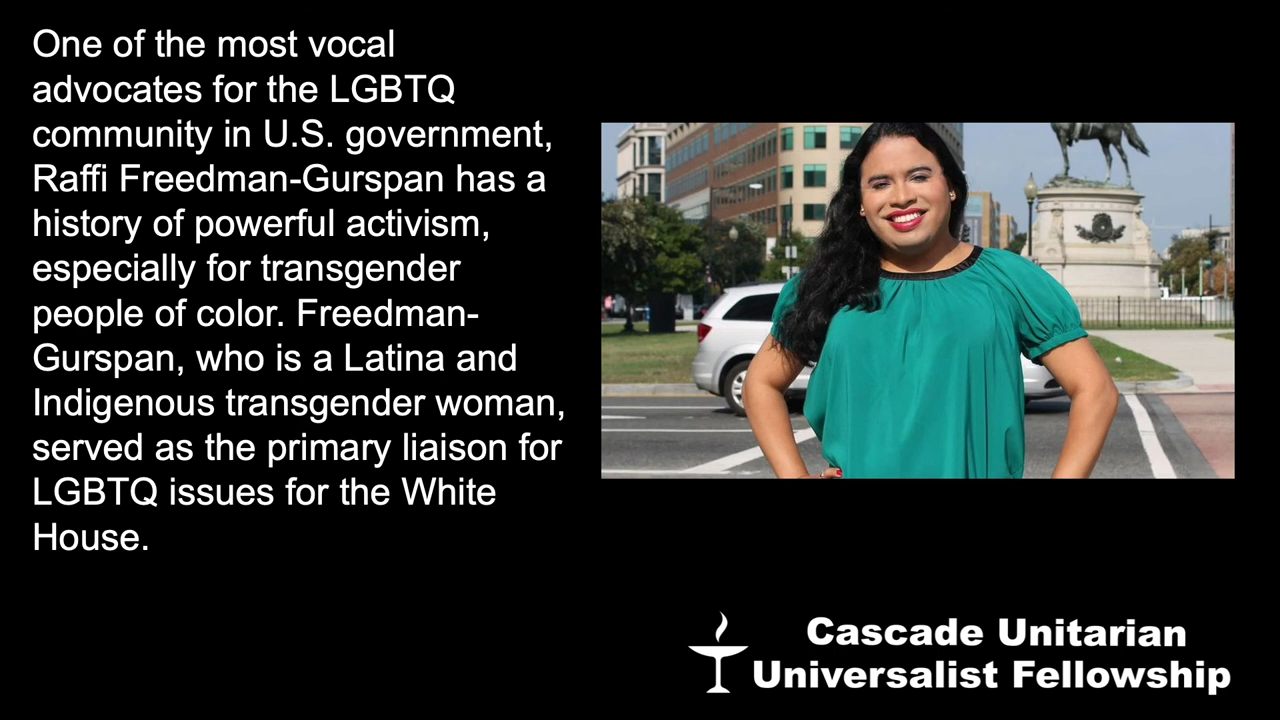 One of the most vocal
advocates for the LGBTQ
community in U.S. government,
Raffi Freedman-Gurspan has a
history of powerful activism,
especially for transgender
people of color. Freedman-
Gurspan, who is a Latina and
Indigenous transgender woman,
served as the primary liaison for
LGBTQ issues for the White
House.
Cascade Unitarian
Universalist Fellowship